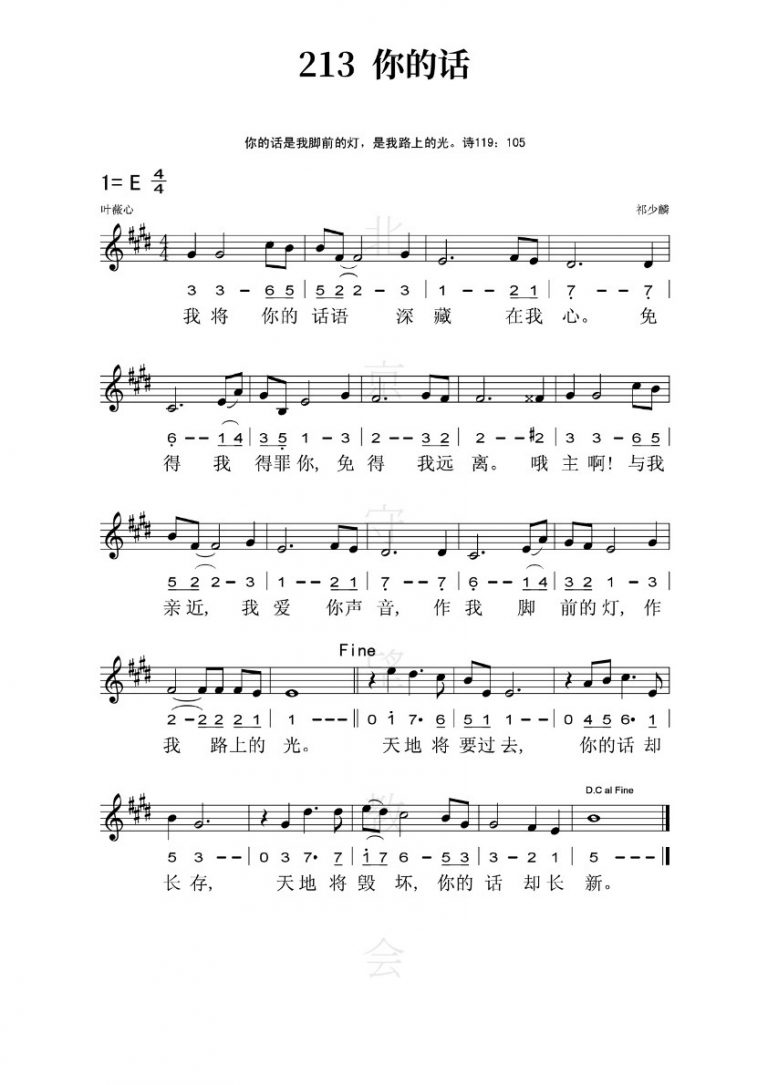 213 你的话
你的话是我脚前的灯，是我路上的光。诗119：105
1= E 4/4
叶薇心 祁少麟
3 3 - 6 5 | 5 2 2 - 3 | 1 - - 2 1 | 7 - - 7 |
我将 你的 话语 深藏 在我 心。 免
6 - - 1 4 | 3 5 1 - 3 | 2 - - 3 2 | 2 - - #2 | 3 3 - 6 5 |
得 我 得罪你, 免 得 我远 离。 哦 主 啊! 与我
5 2 2 - 3 | 1 - - 2 1 | 7 - - 7 | 6 - - 1 4 | 3 2 1 - 3 |
亲近, 我 爱 你声 音, 作 我 脚 前的灯, 作
Fine
2 - 2 2 2 1 | 1 - - - || 0 1 7· 6 | 5 1 1 - - | 0 4 5 6· 1 |
我 路上的 光。 天地 将 要过去, 你的话 却
D.C al Fine
5 3 - - | 0 3 7· 7 | 1 7 6 - 5 3 | 3 - 2 1 | 5 - - - ||
长存, 天地 将 毁 坏, 你的 话 却长 新。
北京守望教会